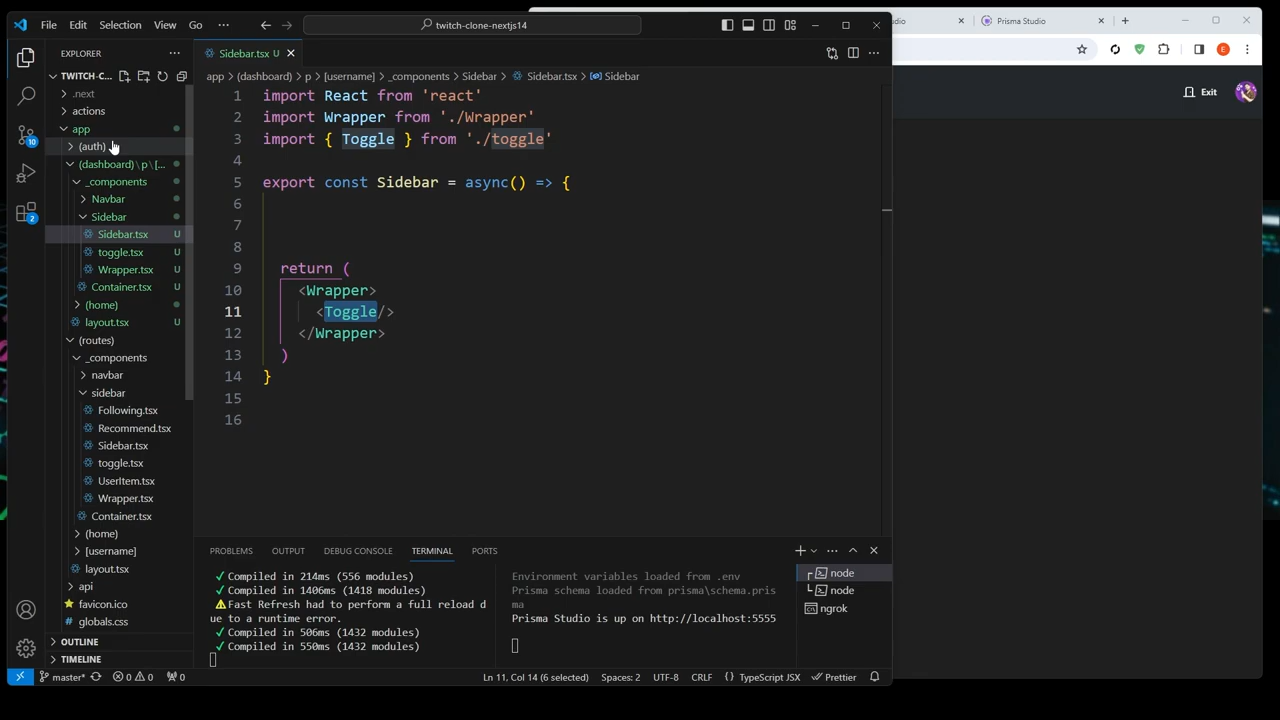 File Edit Selection View Go ··· twitch-clone-nextjs14
dio Prisma Studio
EXPLORER ···
Exit
E
TWITCH-C...
.next
actions
app
(auth)
(dashboard) \ p \ [...
_components
Navbar
Sidebar
Sidebar.tsx U
toggle.tsx U
Wrapper.tsx U
Container.tsx U
(home)
layout.tsx U
(routes)
_components
navbar
sidebar
Following.tsx
Recommend.tsx
Sidebar.tsx
toggle.tsx
UserItem.tsx
Wrapper.tsx
Container.tsx
(home)
[username]
layout.tsx
api
favicon.ico
globals.css
OUTLINE
TIMELINE
10
2
Sidebar.tsx U
app > (dashboard) > p > [username] > _components > Sidebar > Sidebar.tsx > Sidebar
1 import React from 'react'
2 import Wrapper from './Wrapper'
3 import { Toggle } from './toggle'
4
5 export const Sidebar = async() => {
6
7
8
9 return (
10 <Wrapper>
11 <Toggle/>
12 </Wrapper>
13 )
14 }
15
16
PROBLEMS OUTPUT DEBUG CONSOLE TERMINAL PORTS
✓ Compiled in 214ms (556 modules)
✓ Compiled in 1406ms (1418 modules)
⚠ Fast Refresh had to perform a full reload d
ue to a runtime error.
✓ Compiled in 506ms (1432 modules)
✓ Compiled in 550ms (1432 modules)
Environment variables loaded from .env
Prisma schema loaded from prisma\schema.pris
ma
Prisma Studio is up on http://localhost:5555
node
node
ngrok
master* 0 0 0 Ln 11, Col 14 (6 selected) Spaces: 2 UTF-8 CRLF {} TypeScript JSX Prettier